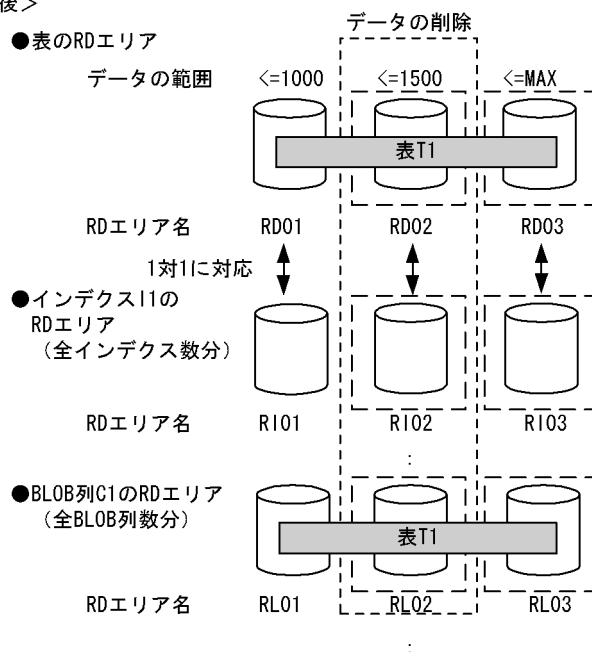 後＞
データの削除
●表のRDエリア
データの範囲 <=1000 <=1500 <=MAX
表T1
RDエリア名 RD01 RD02 RD03
1対1に対応
●インデクスI1の
RDエリア
（全インデクス数分）
RDエリア名 RI01 RI02 RI03
:
●BLOB列C1のRDエリア
（全BLOB列数分）
表T1
RDエリア名 RL01 RL02 RL03
: